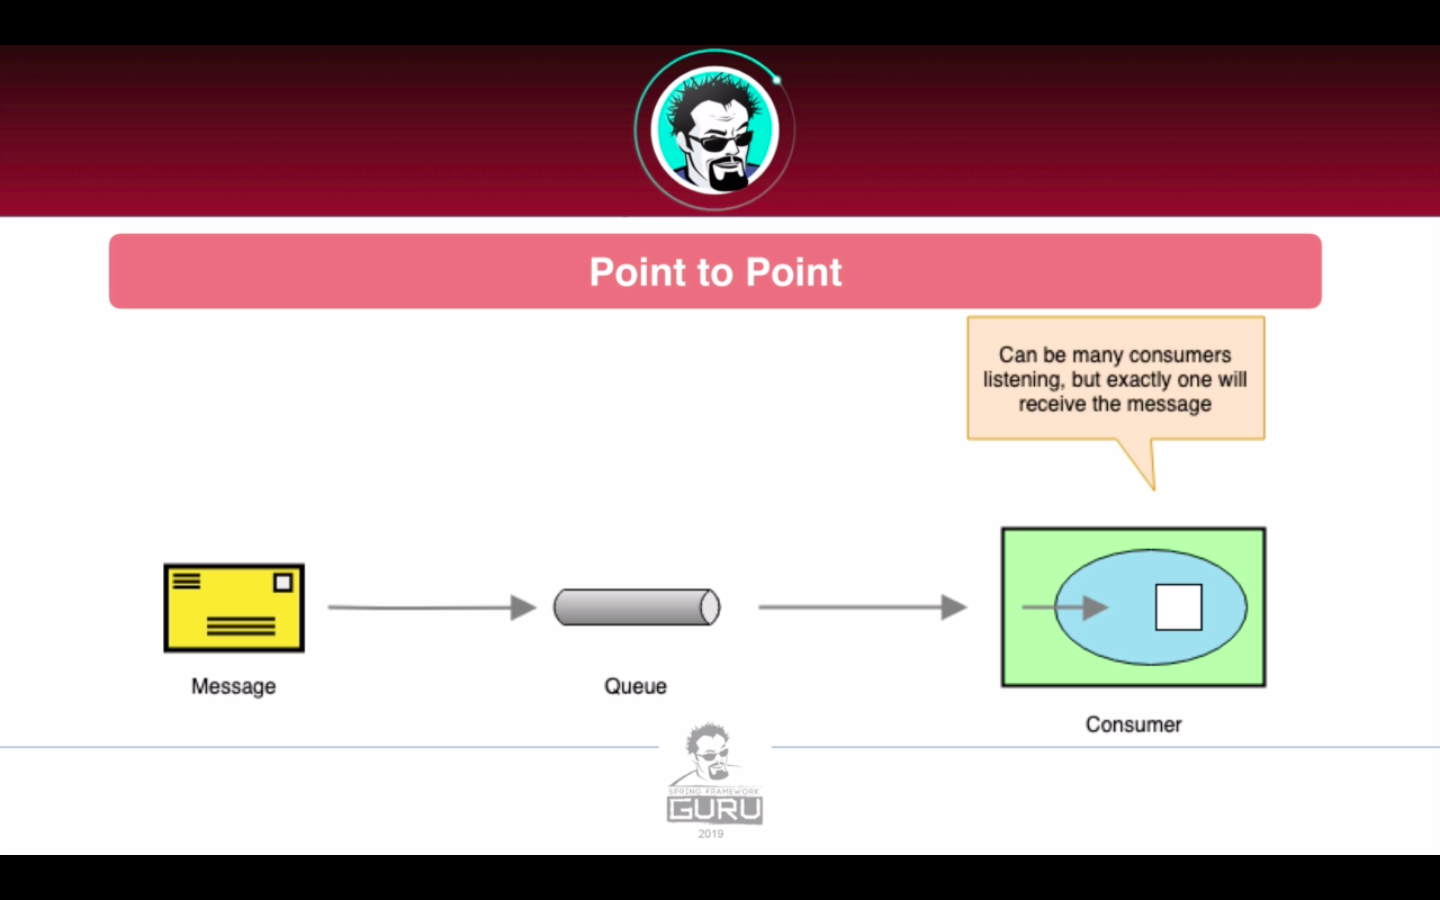 Point to Point
Can be many consumers
listening, but exactly one will
receive the message
Message
Queue
Consumer
SPRING FRAMEWORK
GURU
2019